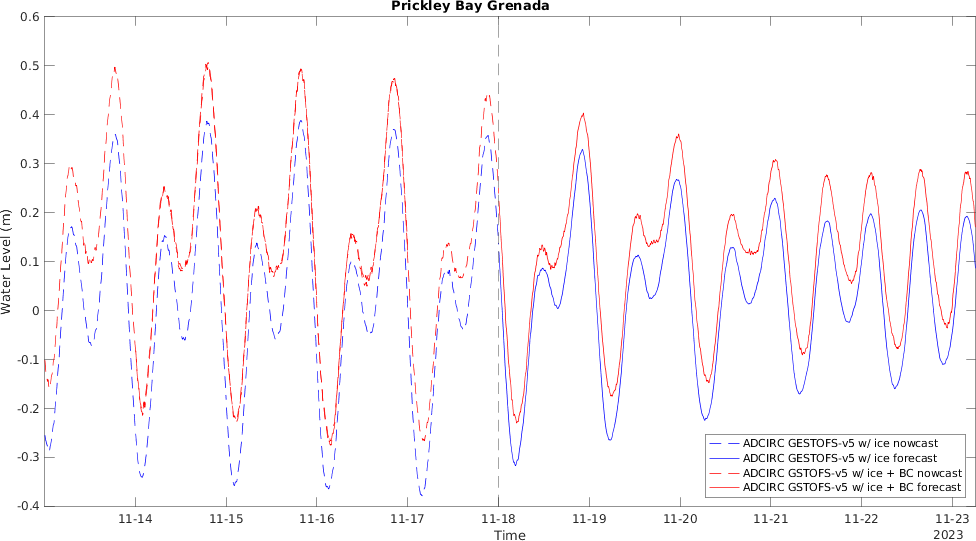 Prickley Bay Grenada
0.6
0.5
0.4
0.3
0.2
0.1
0
-0.1
-0.2
-0.3
-0.4
Water Level (m)
11-14 11-15 11-16 11-17 11-18 11-19 11-20 11-21 11-22 11-23
Time
2023
ADCIRC GESTOFS-v5 w/ ice nowcast
ADCIRC GESTOFS-v5 w/ ice forecast
ADCIRC GSTOFS-v5 w/ ice + BC nowcast
ADCIRC GSTOFS-v5 w/ ice + BC forecast